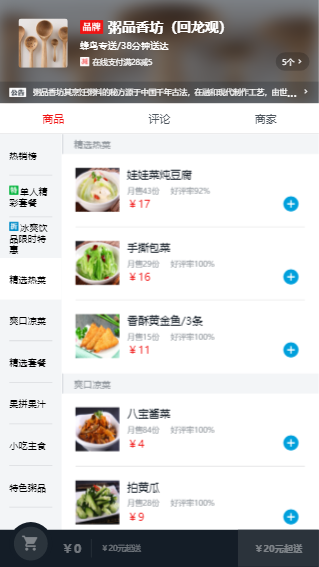 品牌 粥品香坊（回龙观）
蜂鸟专送/38分钟送达
减 在线支付满28减5
5个 >
公告 粥品香坊其烹饪粥料的秘方源于中国千年古法，在融和现代制作工艺，由世... >
商品 评论 商家
热销榜
特 单人精彩套餐
新 冰爽饮品限时特惠
精选热菜
爽口凉菜
精选套餐
果拼果汁
小吃主食
特色粥品
精选热菜
娃娃菜炖豆腐
月售43份 好评率92%
￥17
手撕包菜
月售29份 好评率100%
￥16
香酥黄金鱼/3条
月售15份 好评率100%
￥11
爽口凉菜
八宝酱菜
月售84份 好评率100%
￥4
拍黄瓜
月售28份 好评率100%
￥9
￥0 ￥20元起送 ￥20元起送